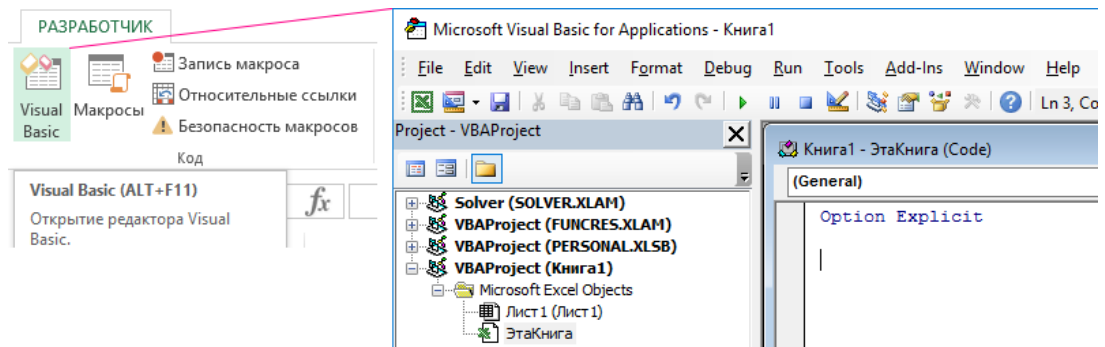 РАЗРАБОТЧИК
Visual Basic
Макросы
Запись макроса
Относительные ссылки
Безопасность макросов
Код
Visual Basic (ALT+F11)
Открытие редактора Visual
Basic.
fx
Microsoft Visual Basic for Applications - Книга1
File Edit View Insert Format Debug Run Tools Add-Ins Window Help
Ln 3, Co
Project - VBAProject
Solver (SOLVER.XLAM)
VBAProject (FUNCRES.XLAM)
VBAProject (PERSONAL.XLSB)
VBAProject (Книга1)
Microsoft Excel Objects
Лист1 (Лист1)
ЭтаКнига
Книга1 - ЭтаКнига (Code)
(General)
Option Explicit